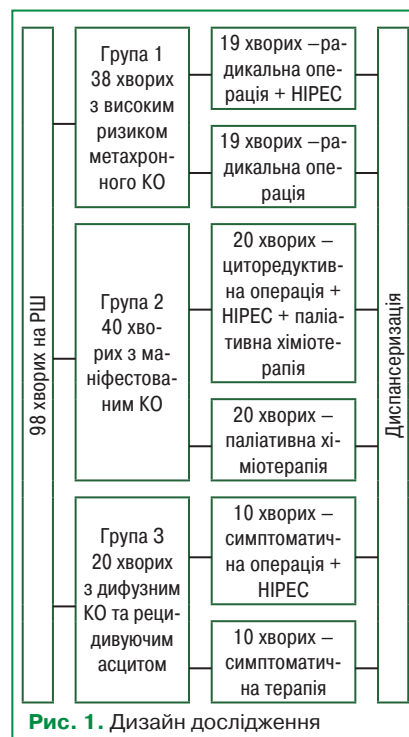 98 хворих на РШ
Група 1
38 хворих
з високим
ризиком
метахрон-
ного КО
19 хворих –ра-
дикальна опе-
рація + HIPEC
19 хворих –ра-
дикальна опе-
рація
Група 2
40 хво-
рих з ма-
ніфестова-
ним КО
20 хворих –
циторедуктив-
на операція +
HIPEC + паліа-
тивна хіміоте-
рапія
20 хворих –
паліативна хі-
міотерапія
Група 3
20 хворих
з дифузним
КО та реци-
дивуючим
асцитом
10 хворих –
симптоматич-
на операція +
HIPEC
10 хворих –
симптоматич-
на терапія
Диспансеризація
Рис. 1. Дизайн дослідження